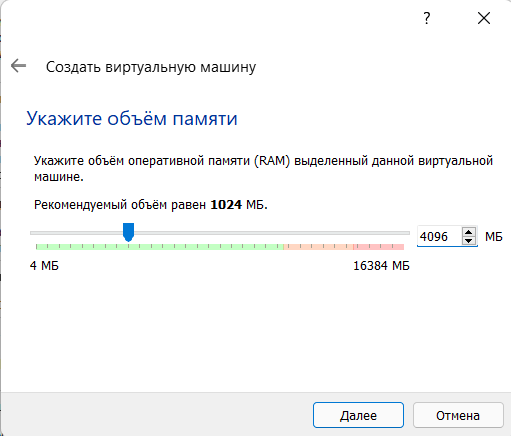 ?
Создать виртуальную машину
Укажите объём памяти
Укажите объём оперативной памяти (RAM) выделенный данной виртуальной
машине.
Рекомендуемый объём равен 1024 МБ.
4096 МБ
4 МБ 16384 МБ
Далее Отмена